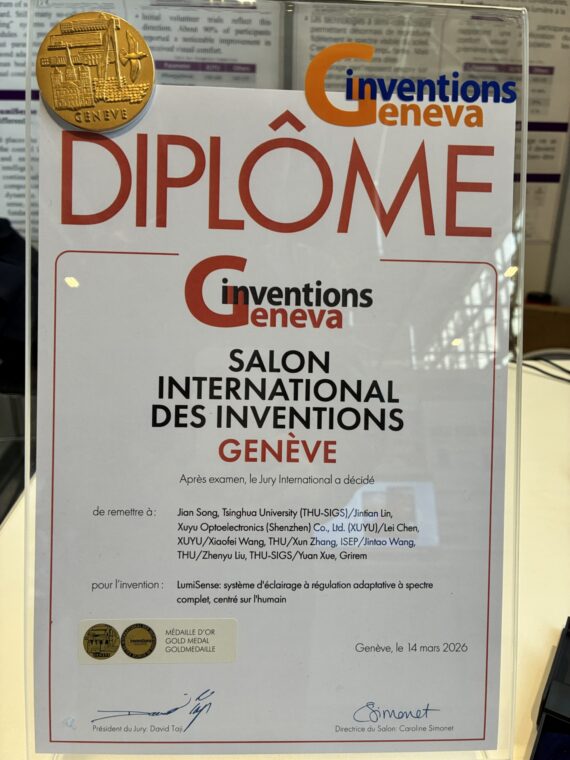 GENEVE
inventions
Geneva
DIPLÔME
inventions
Geneva
SALON
INTERNATIONAL
DES INVENTIONS
GENÈVE
Après examen, le Jury International a décidé
de remettre à :
Jian Song, Tsinghua University (THU-SIGS)/Jintian Lin,
Xuyu Optoelectronics (Shenzhen) Co., Ltd. (XUYU)/Lei Chen,
XUYU/Xiaofei Wang, THU/Xun Zhang, ISEP/Jintao Wang,
THU/Zhenyu Liu, THU-SIGS/Yuan Xue, Grirem
pour l'invention :
LumiSense: système d'éclairage à régulation adaptative à spectre
complet, centré sur l'humain
MÉDAILLE D'OR
GOLD MEDAL
GOLDMEDAILLE
Genève, le 14 mars 2026
Simonet
Président du Jury: David Taji
Directrice du Salon: Caroline Simonet